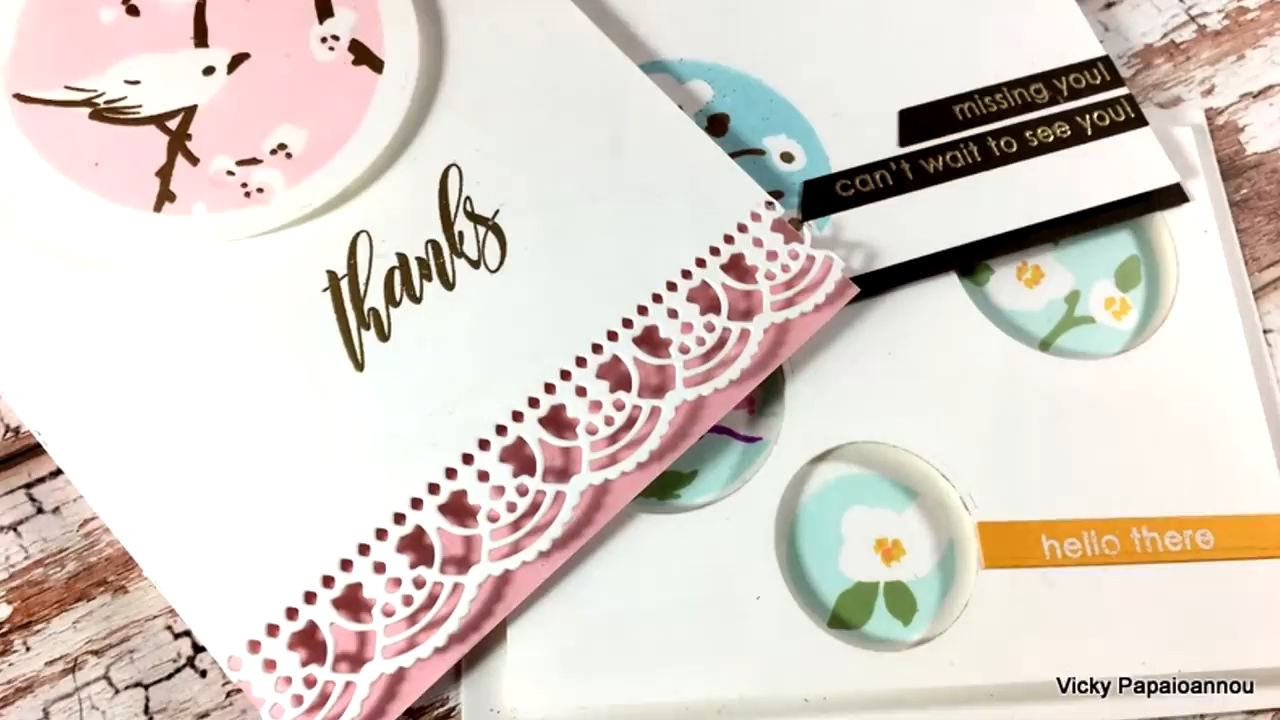 thanks
missing you!
can't wait to see you!
hello there
Vicky Papaioannou